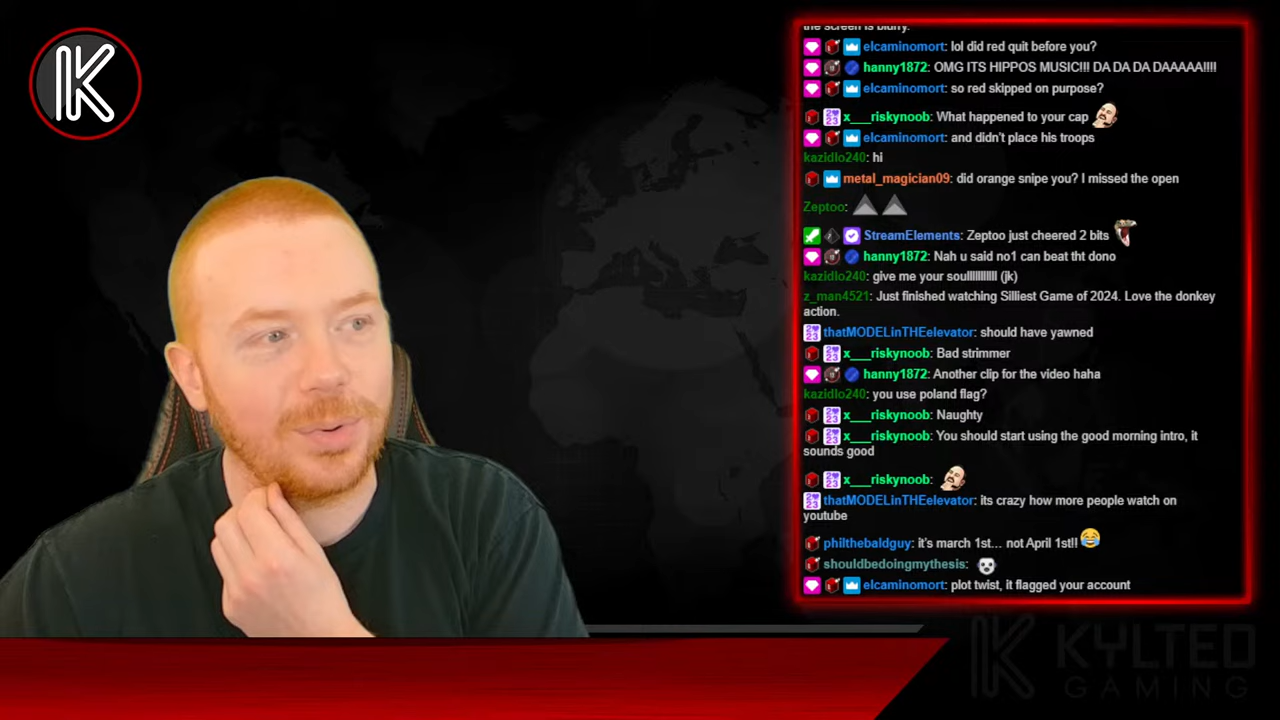 K
the screen is blurry.
elcaminomort: lol did red quit before you?
hanny1872: OMG ITS HIPPOS MUSIC!!! DA DA DA DAAAAA!!!!
elcaminomort: so red skipped on purpose?
x___riskynoob: What happened to your cap
elcaminomort: and didn't place his troops
kazidlo240: hi
metal_magician09: did orange snipe you? I missed the open
Zeptoo:
StreamElements: Zeptoo just cheered 2 bits
hanny1872: Nah u said no1 can beat tht dono
kazidlo240: give me your soullllllllllll (jk)
z_man4521: Just finished watching Silliest Game of 2024. Love the donkey
action.
thatMODELinTHEelevator: should have yawned
x___riskynoob: Bad strimmer
hanny1872: Another clip for the video haha
kazidlo240: you use poland flag?
x___riskynoob: Naughty
x___riskynoob: You should start using the good morning intro, it
sounds good
x___riskynoob:
thatMODELinTHEelevator: its crazy how more people watch on
youtube
philthebaldguy: it's march 1st... not April 1st!!
shouldbedoingmythesis:
elcaminomort: plot twist, it flagged your account
K KYLTED
GAMING